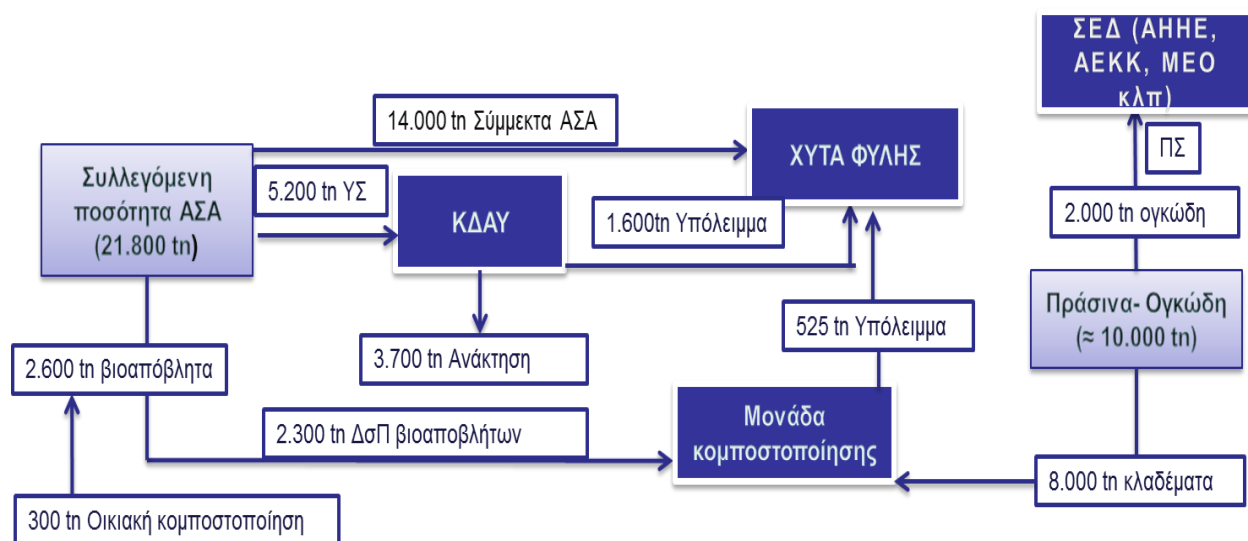 ΣΕΔ (ΑΗΗΕ,
ΑΕΚΚ, ΜΕΟ
κλπ)
14.000 tn Σύμμεκτα ΑΣΑ
ΧΥΤΑ ΦΥΛΗΣ
ΠΣ
Συλλεγόμενη
ποσότητα ΑΣΑ
(21.800 tn)
5.200 tn ΥΣ
ΚΔΑΥ
1.600tn Υπόλειμμα
2.000 tn ογκώδη
Πράσινα- Ογκώδη
(≈ 10.000 tn)
525 tn Υπόλειμμα
2.600 tn βιοαπόβλητα
3.700 tn Ανάκτηση
Μονάδα
κομποστοποίησης
2.300 ΔσΠ βιοαποβλήτων
8.000 tn κλαδέματα
300 tn Οικιακή κομποστοποίηση